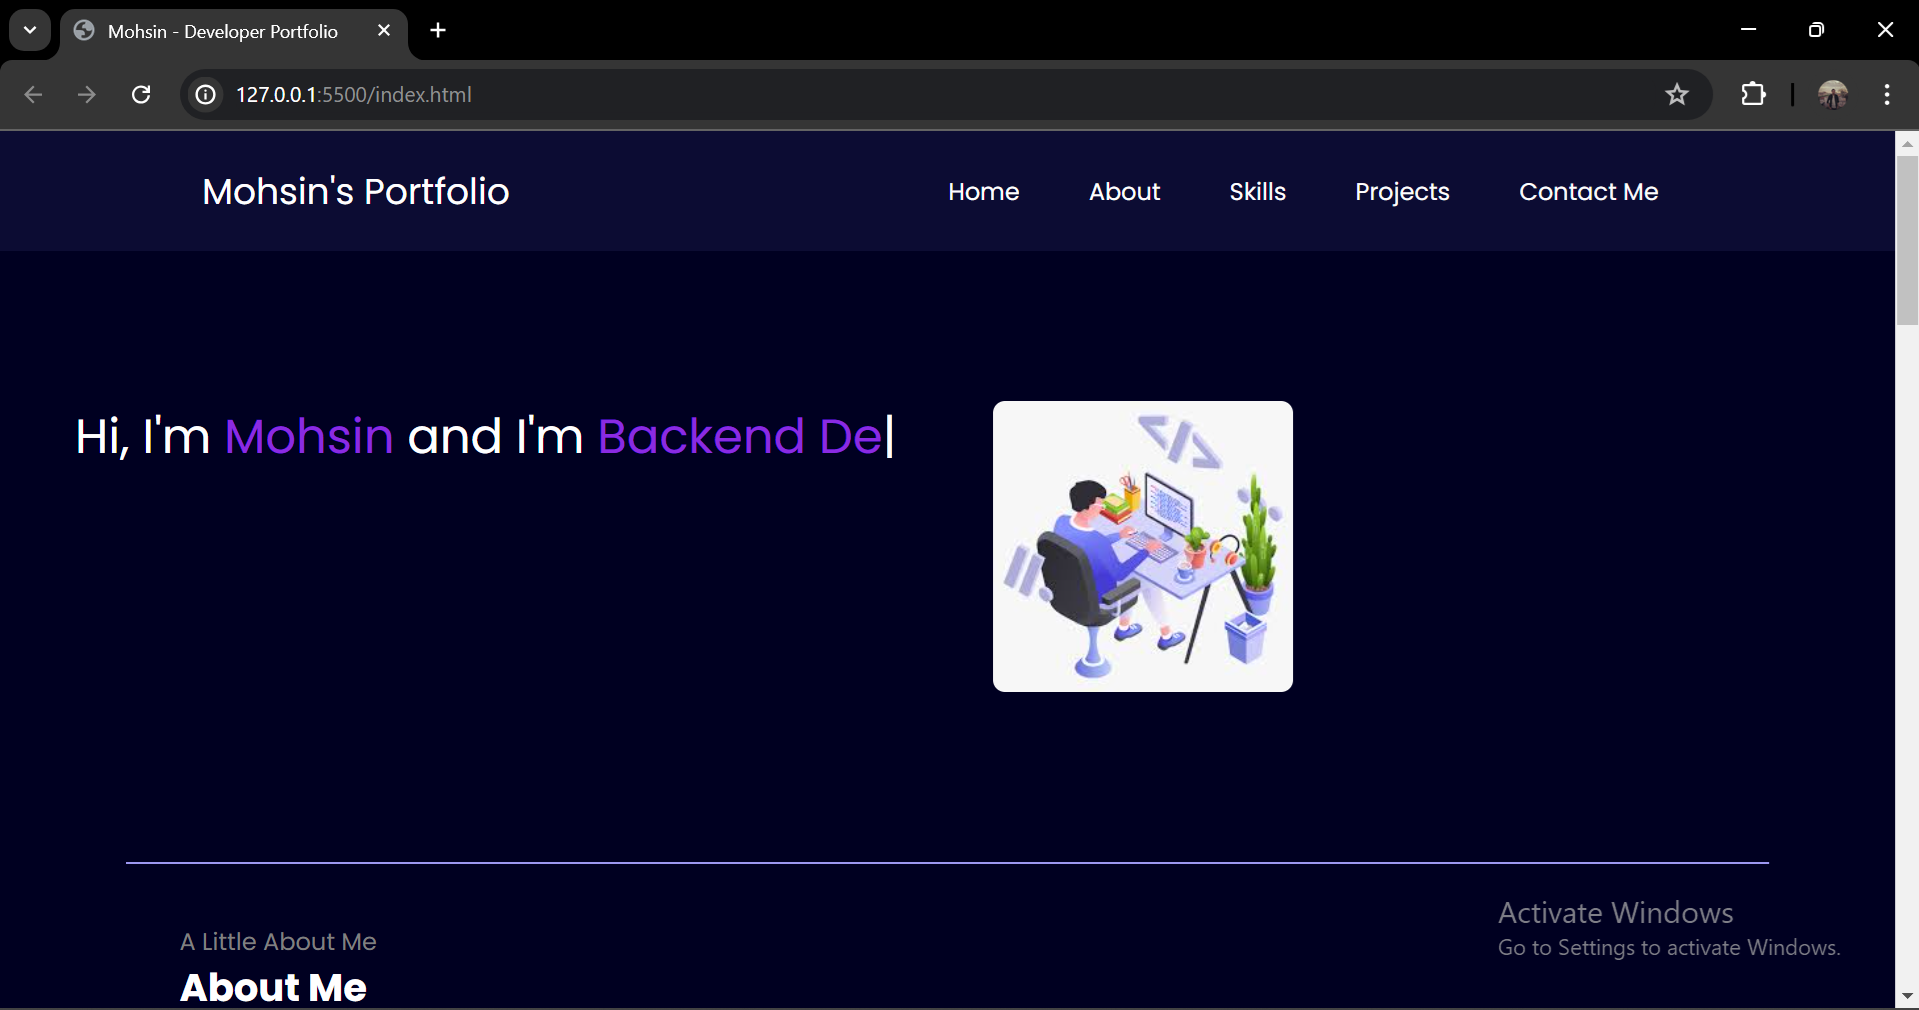 Mohsin - Developer Portfolio
127.0.0.1:5500/index.html
Mohsin's Portfolio
Home About Skills Projects Contact Me
Hi, I'm Mohsin and I'm Backend De|
A Little About Me
About Me
Activate Windows
Go to Settings to activate Windows.